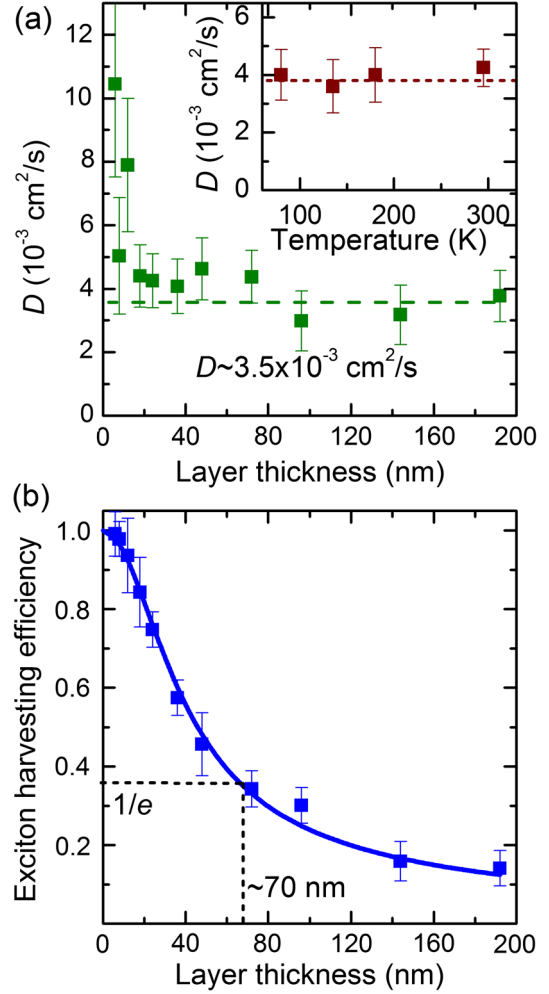 (a)
D (10⁻³ cm²/s)
12
10
8
6
4
2
0
D (10⁻³ cm²/s)
6
4
2
0
100 200 300
Temperature (K)
D~3.5x10⁻³ cm²/s
0 40 80 120 160 200
Layer thickness (nm)
(b)
Exciton harvesting efficiency
1.0
0.8
0.6
0.4
0.2
1/e
~70 nm
0 40 80 120 160 200
Layer thickness (nm)